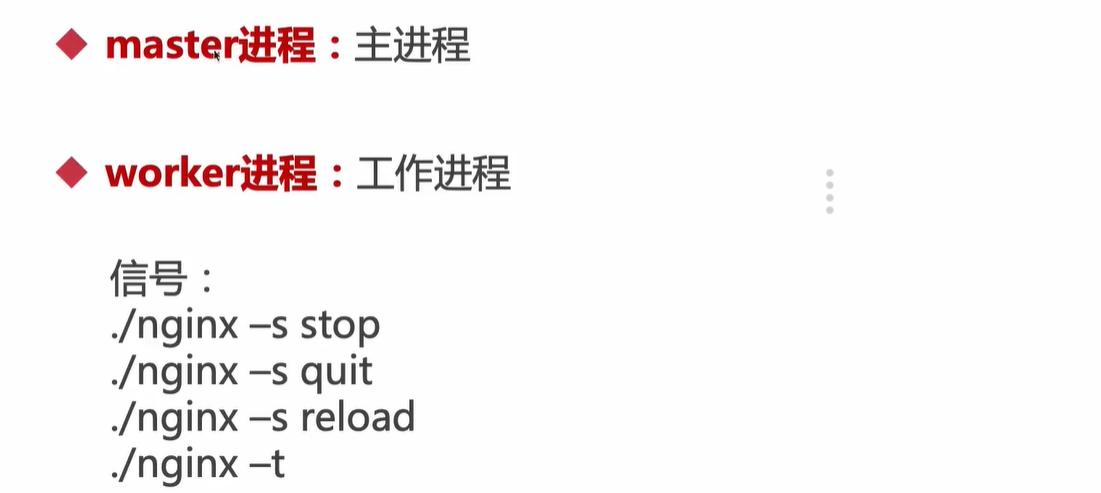 master进程：主进程
worker进程：工作进程
信号：
./nginx –s stop
./nginx –s quit
./nginx –s reload
./nginx –t